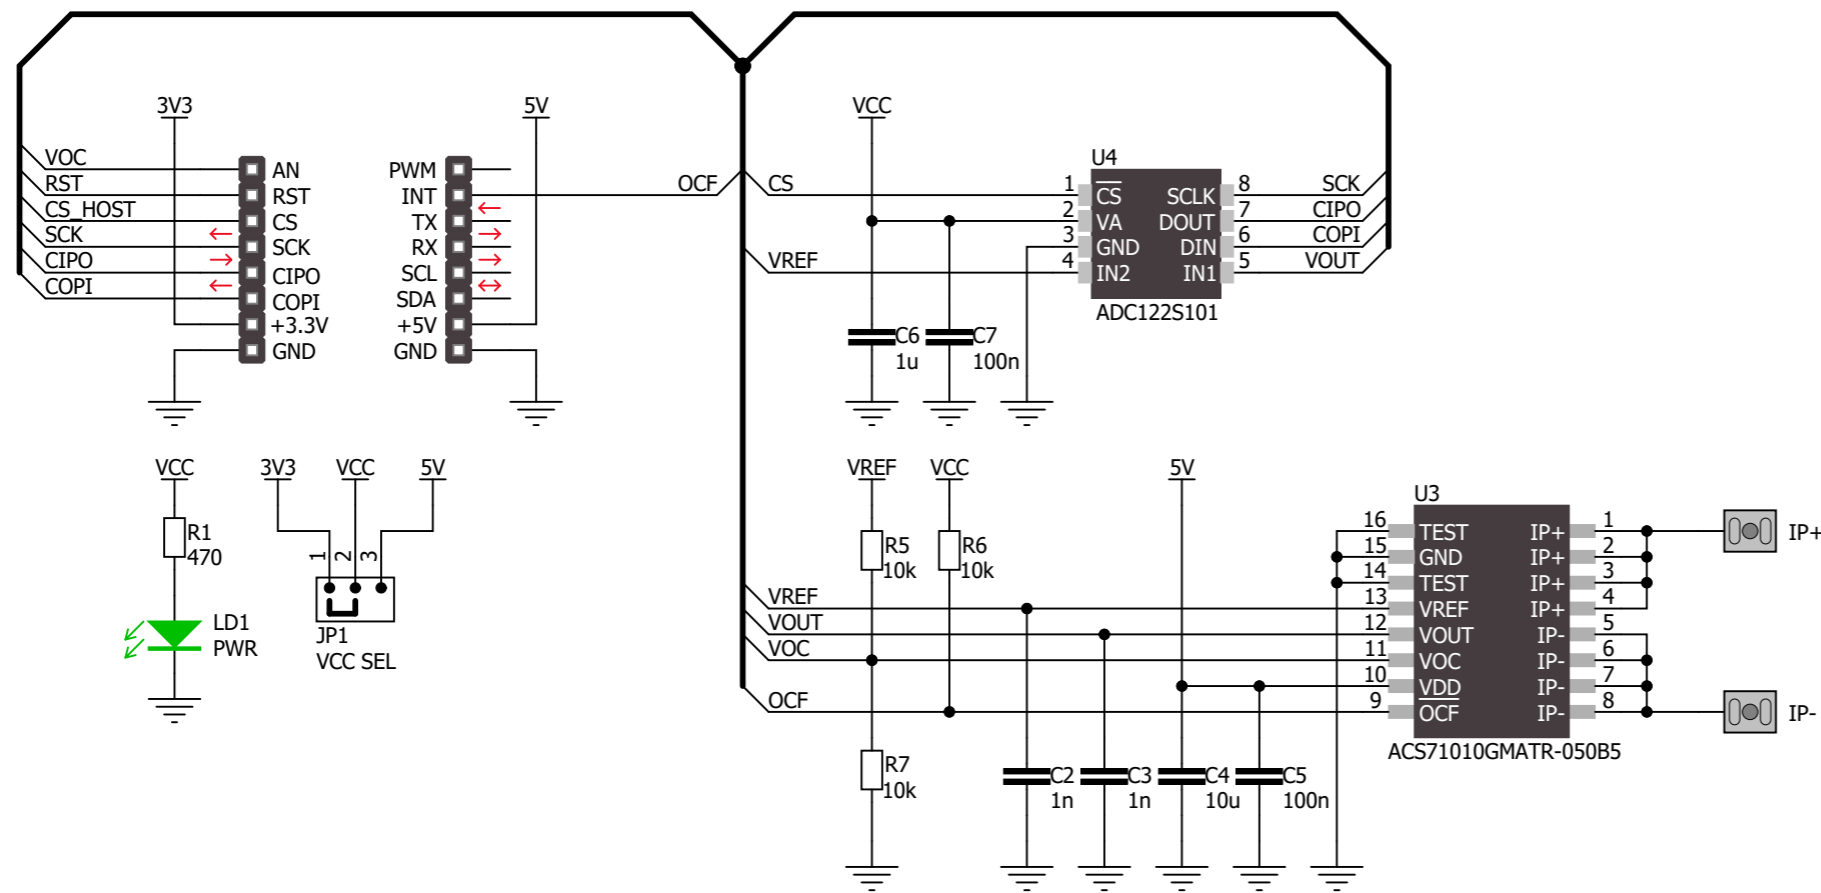 3V3
5V
VCC
VOC
RST
CS_HOST
SCK
CIPO
COPI
AN
RST
CS
SCK
CIPO
COPI
+3.3V
GND
PWM
INT
TX
RX
SCL
SDA
+5V
GND
OCF
CS
VREF
U4
1 CS SCLK 8 SCK
2 VA DOUT 7 CIPO
3 GND DIN 6 COPI
4 IN2 IN1 5 VOUT
ADC122S101
C6
1u
C7
100n
VCC
R1
470
LD1
PWR
3V3
VCC
5V
1 2 3
JP1
VCC SEL
VREF
VCC
5V
R5
10k
R6
10k
VREF
VOUT
VOC
OCF
R7
10k
C2
1n
C3
1n
C4
10u
C5
100n
U3
16 TEST IP+ 1
15 GND IP+ 2
14 TEST IP+ 3
13 VREF IP+ 4
12 VOUT IP- 5
11 VOC IP- 6
10 VDD IP- 7
9 OCF IP- 8
ACS71010GMATR-050B5
IP+
IP-